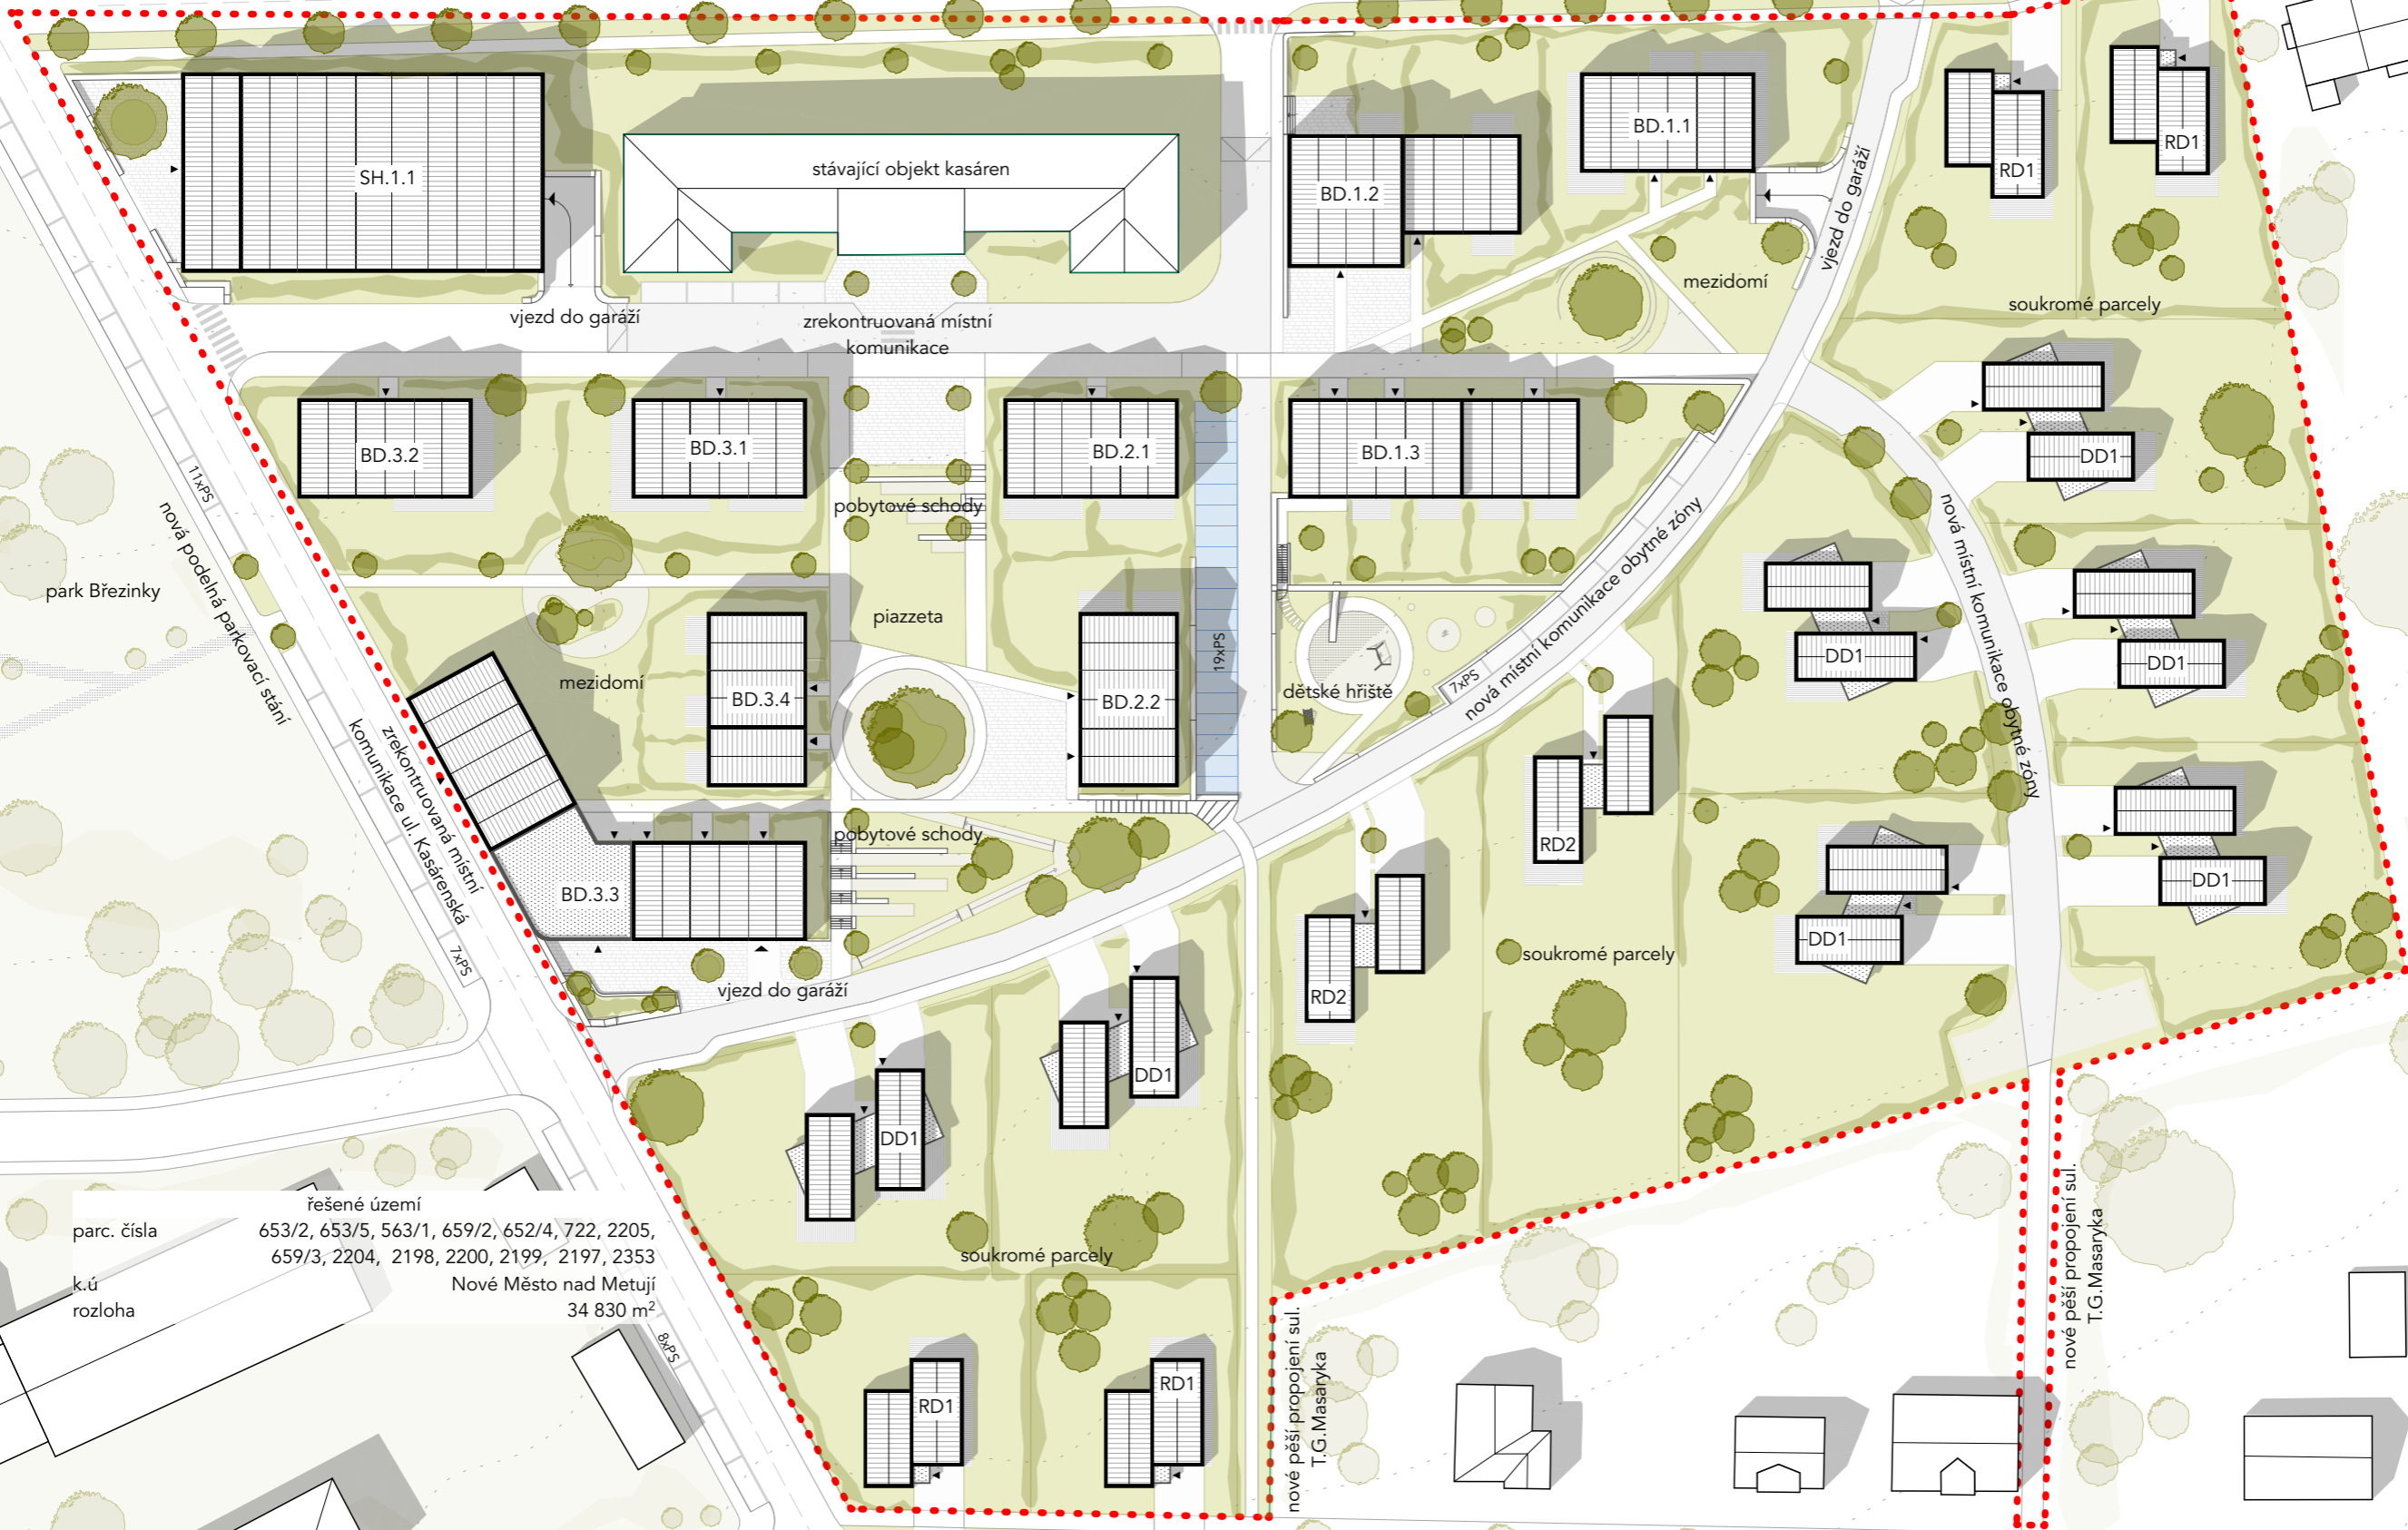 SH.1.1
stávající objekt kasáren
BD.1.2
BD.1.1
vjezd do garáží
RD1
RD1
mezidomí
soukromé parcely
vjezd do garáží
zrekontruovaná místní
komunikace
BD.3.2
BD.3.1
BD.2.1
BD.1.3
DD1
11xPS
nová podelná parkovací stání
park Březinky
pobytové schody
piazzeta
mezidomí
BD.3.4
BD.2.2
19xPS
dětské hřiště
7xPS
nová místní komunikace obytné zóny
nová místní komunikace obytné zóny
DD1
DD1
zrekontruovaná místní
komunikace ul. Kasárenská
7xPS
BD.3.3
pobytové schody
vjezd do garáží
RD2
RD2
soukromé parcely
DD1
DD1
DD1
DD1
soukromé parcely
RD1
RD1
8xPS
nové pěší propojení sul.
T.G.Masaryka
nové pěší propojení sul.
T.G.Masaryka
řešené území
parc. čísla 653/2, 653/5, 563/1, 659/2, 652/4, 722, 2205,
659/3, 2204, 2198, 2200, 2199, 2197, 2353
k.ú Nové Město nad Metují
rozloha 34 830 m²